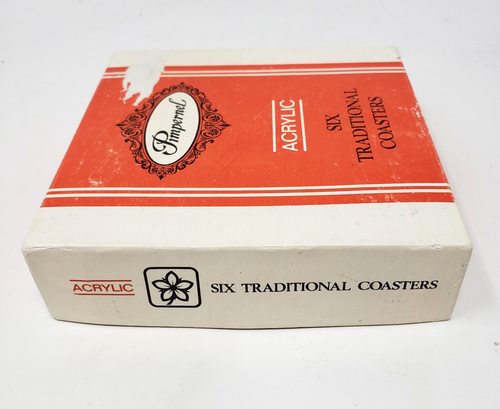 Pimpernel
ACRYLIC
SIX
TRADITIONAL
COASTERS
ACRYLIC
SIX TRADITIONAL COASTERS